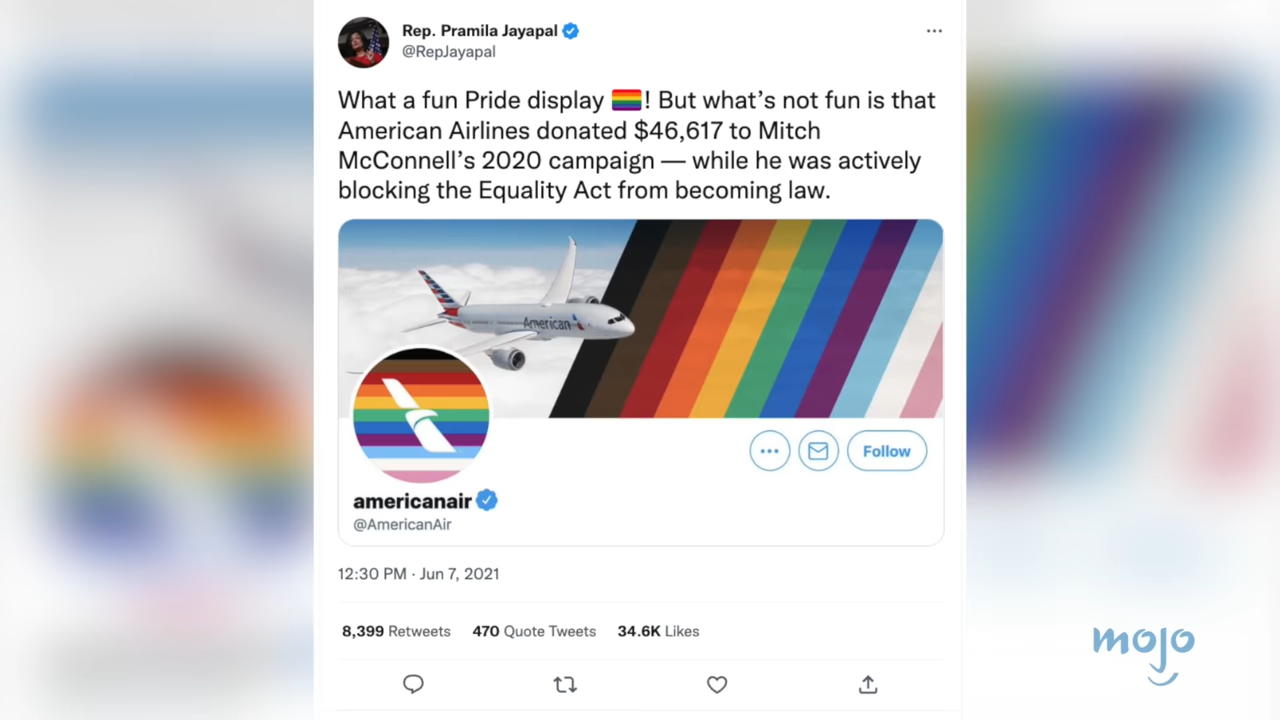 Rep. Pramila Jayapal
@RepJayapal
What a fun Pride display 🏳️‍🌈! But what’s not fun is that
American Airlines donated $46,617 to Mitch
McConnell’s 2020 campaign — while he was actively
blocking the Equality Act from becoming law.
American
Follow
americanair
@AmericanAir
12:30 PM · Jun 7, 2021
8,399 Retweets 470 Quote Tweets 34.6K Likes
mojo